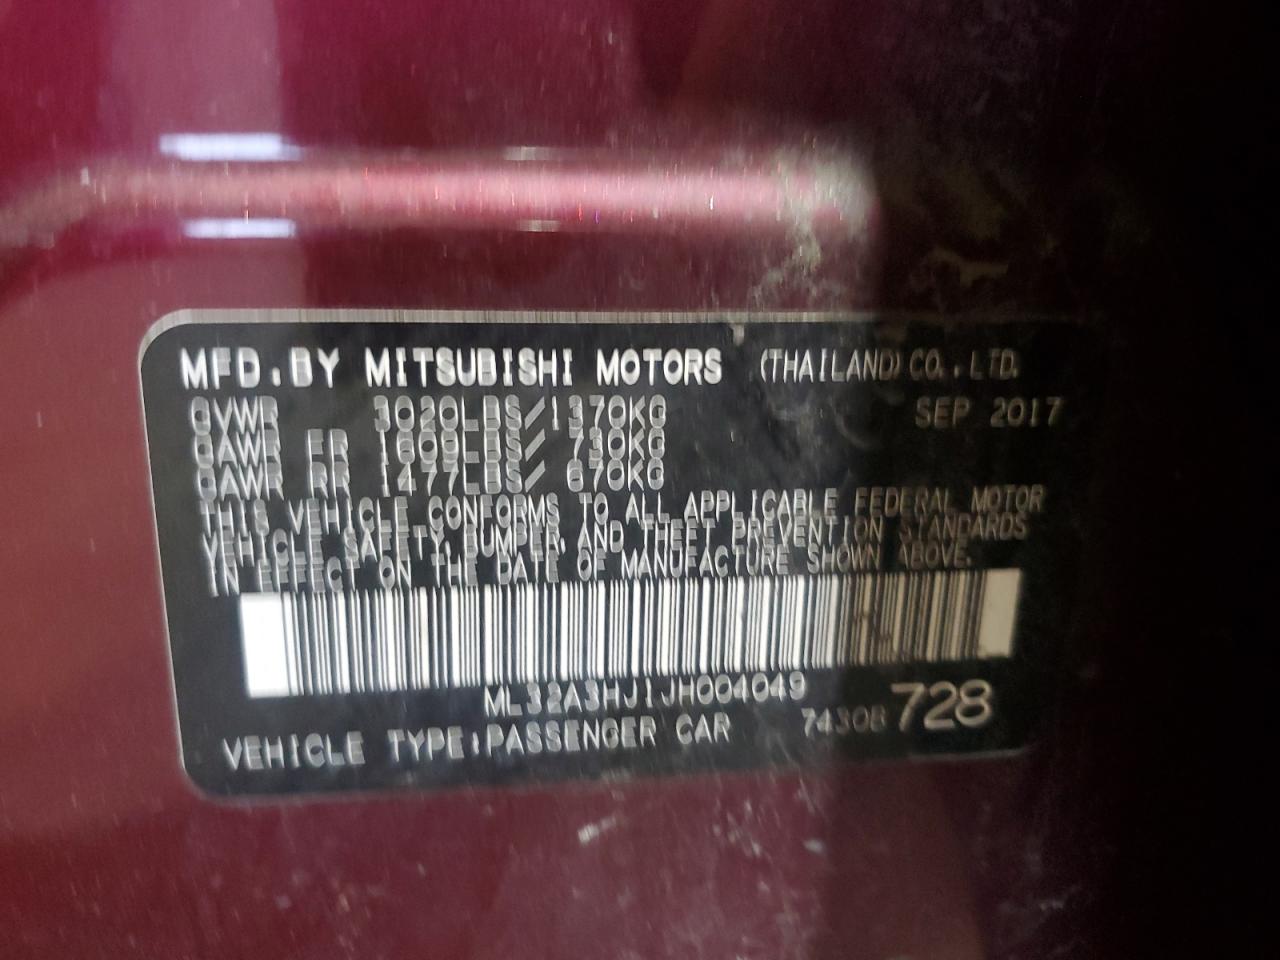 MFD.BY MITSUBISHI MOTORS (THAILAND) CO.,LTD.
GVWR 3020LBS/1370KG SEP 2017
GAWR FR 1609LBS/ 730KG
GAWR RR 1477LBS/ 670KG
THIS VEHICLE CONFORMS TO ALL APPLICABLE FEDERAL MOTOR
VEHICLE SAFETY, BUMPER, AND THEFT PREVENTION STANDARDS
IN EFFECT ON THE DATE OF MANUFACTURE SHOWN ABOVE.
ML32A3HJ1JH004049
VEHICLE TYPE:PASSENGER CAR 7430B 728